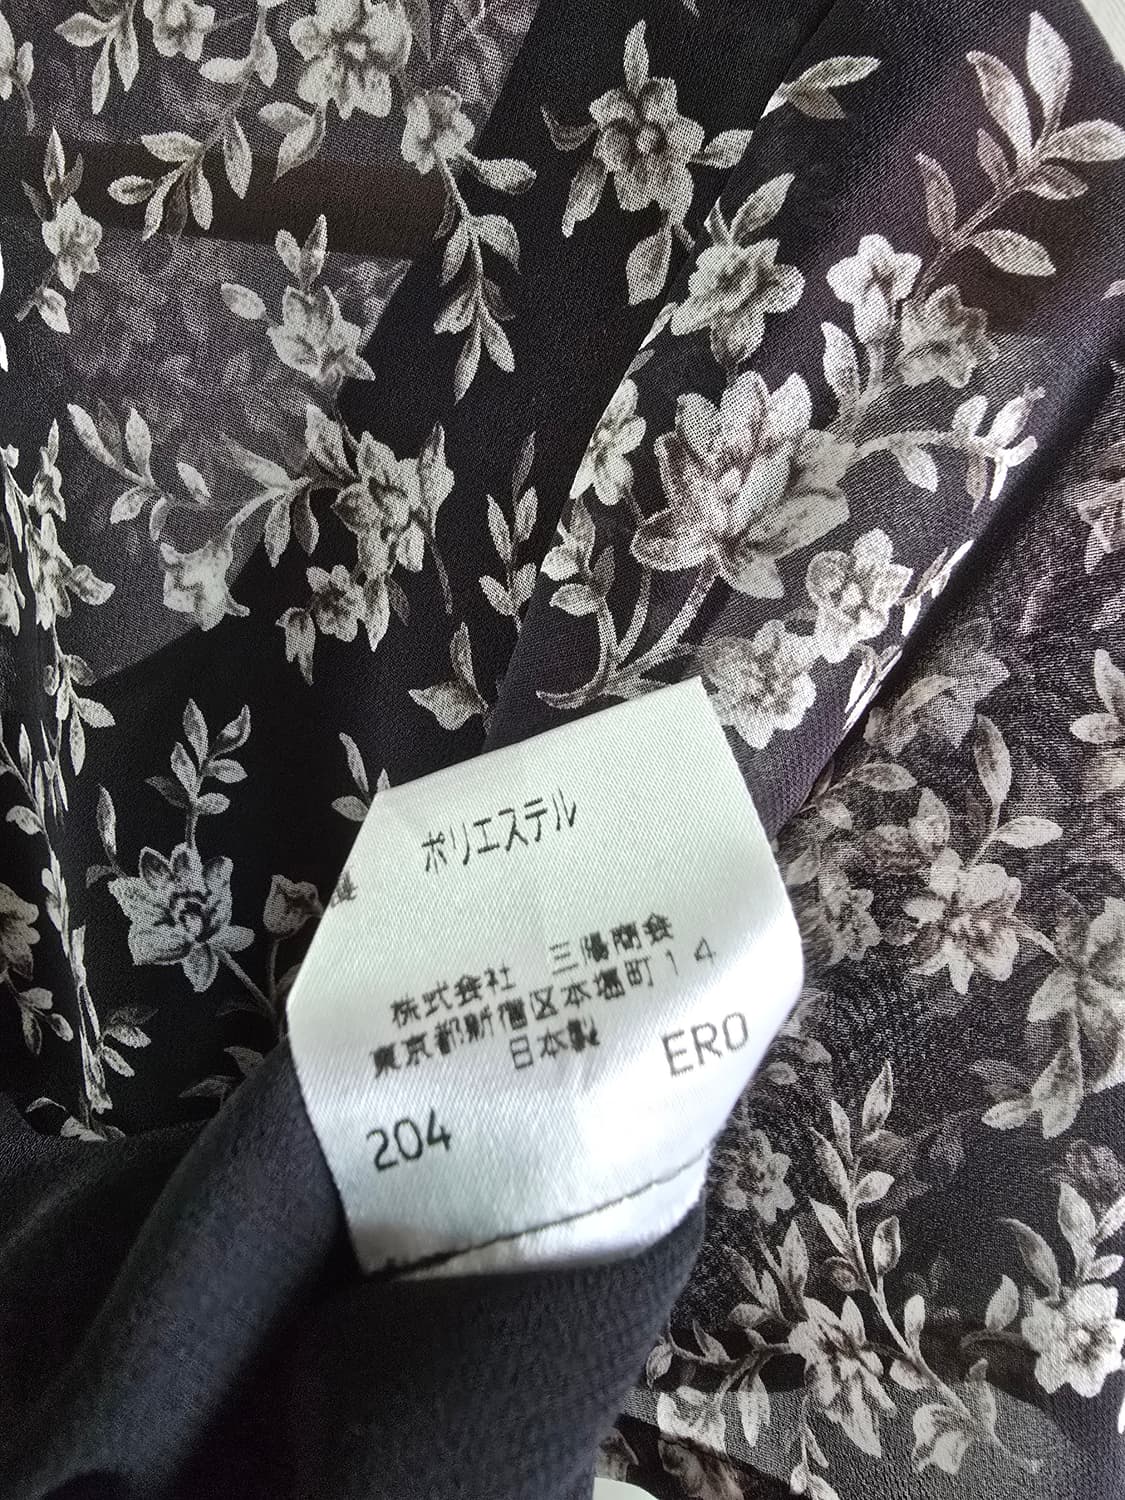 ポリエステル
株式会社 三陽商会
東京都新宿区本塩町14
日本製 ERO
204